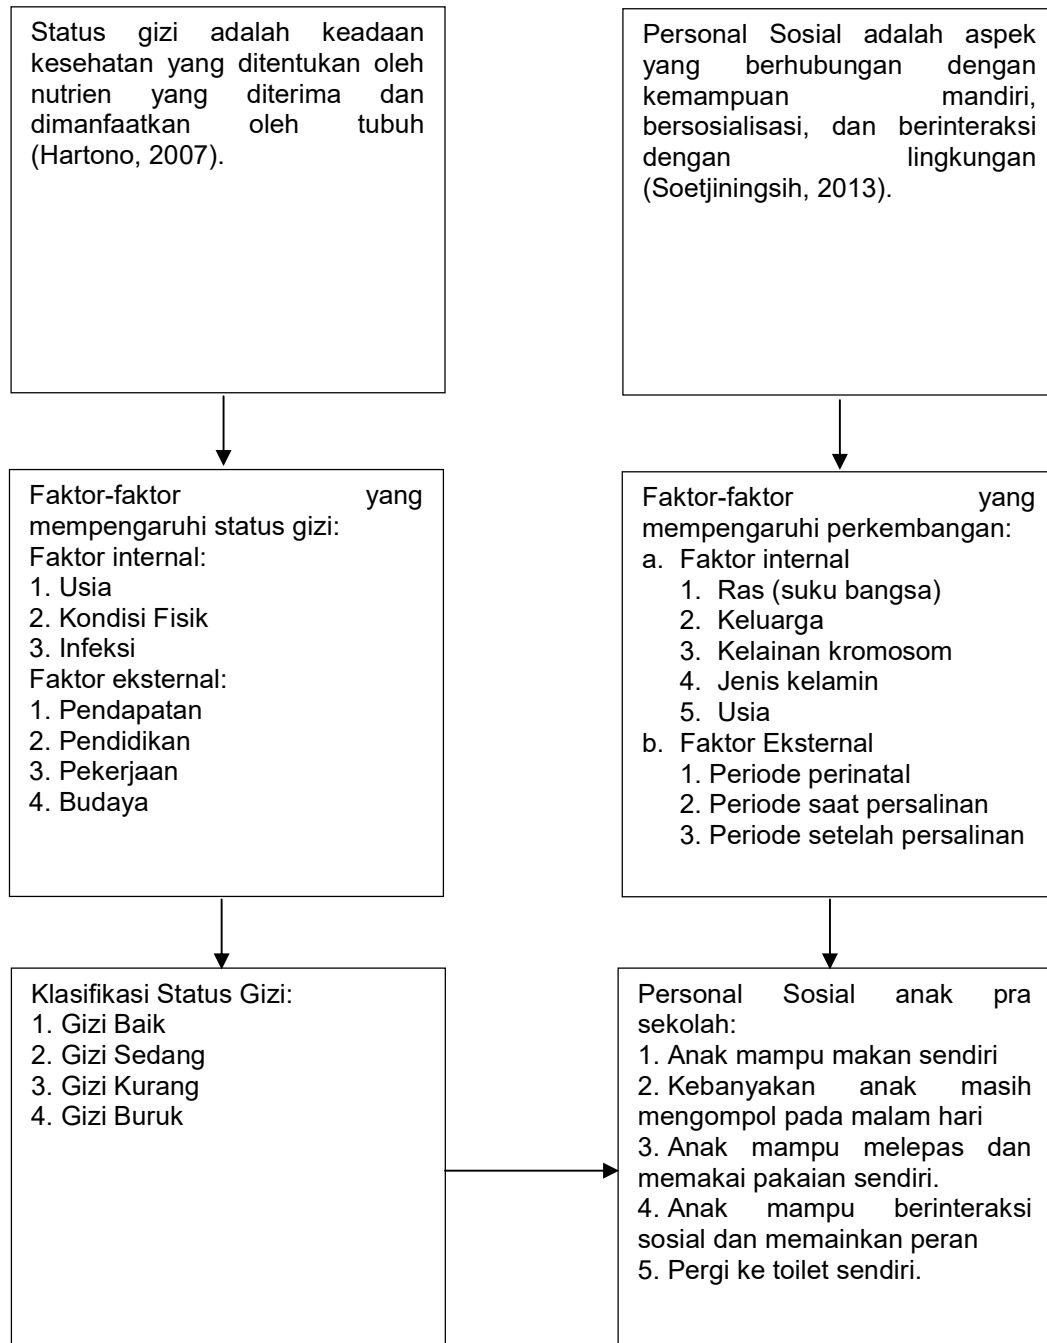 Status gizi adalah keadaan
kesehatan yang ditentukan oleh
nutrien yang diterima dan
dimanfaatkan oleh tubuh
(Hartono, 2007).
Personal Sosial adalah aspek
yang berhubungan dengan
kemampuan mandiri,
bersosialisasi, dan berinteraksi
dengan lingkungan
(Soetjiningsih, 2013).
Faktor-faktor yang
mempengaruhi status gizi:
Faktor internal:
1. Usia
2. Kondisi Fisik
3. Infeksi
Faktor eksternal:
1. Pendapatan
2. Pendidikan
3. Pekerjaan
4. Budaya
Faktor-faktor yang
mempengaruhi perkembangan:
a. Faktor internal
1. Ras (suku bangsa)
2. Keluarga
3. Kelainan kromosom
4. Jenis kelamin
5. Usia
b. Faktor Eksternal
1. Periode perinatal
2. Periode saat persalinan
3. Periode setelah persalinan
Klasifikasi Status Gizi:
1. Gizi Baik
2. Gizi Sedang
3. Gizi Kurang
4. Gizi Buruk
Personal Sosial anak pra
sekolah:
1. Anak mampu makan sendiri
2. Kebanyakan anak masih
mengompol pada malam hari
3. Anak mampu melepas dan
memakai pakaian sendiri.
4. Anak mampu berinteraksi
sosial dan memainkan peran
5. Pergi ke toilet sendiri.